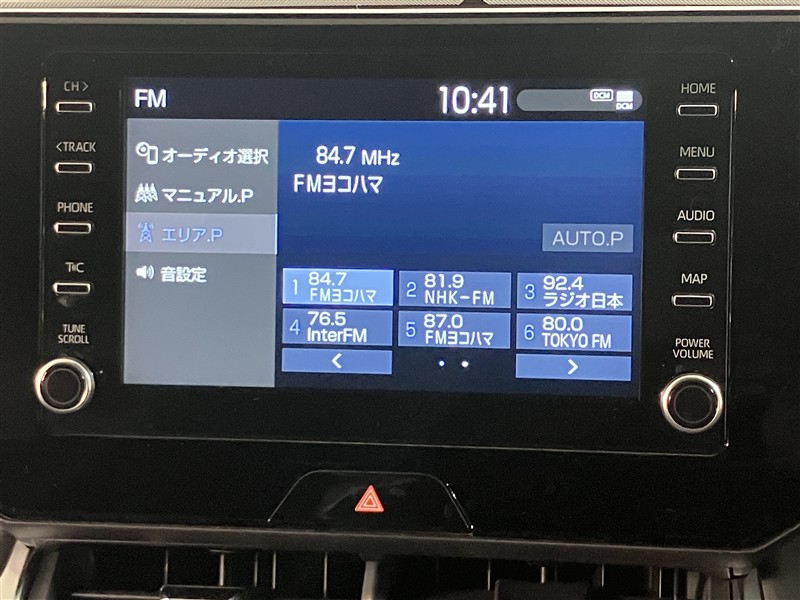 CH>
<TRACK
PHONE
T&C
TUNE
SCROLL
FM
10:41
DCM
DCM
オーディオ選択
マニュアル.P
エリア.P
音設定
84.7 MHz
FMヨコハマ
AUTO.P
1 84.7 FMヨコハマ
2 81.9 NHK-FM
3 92.4 ラジオ日本
4 76.5 InterFM
5 87.0 FMヨコハマ
6 80.0 TOKYO FM
<
>
HOME
MENU
AUDIO
MAP
POWER
VOLUME